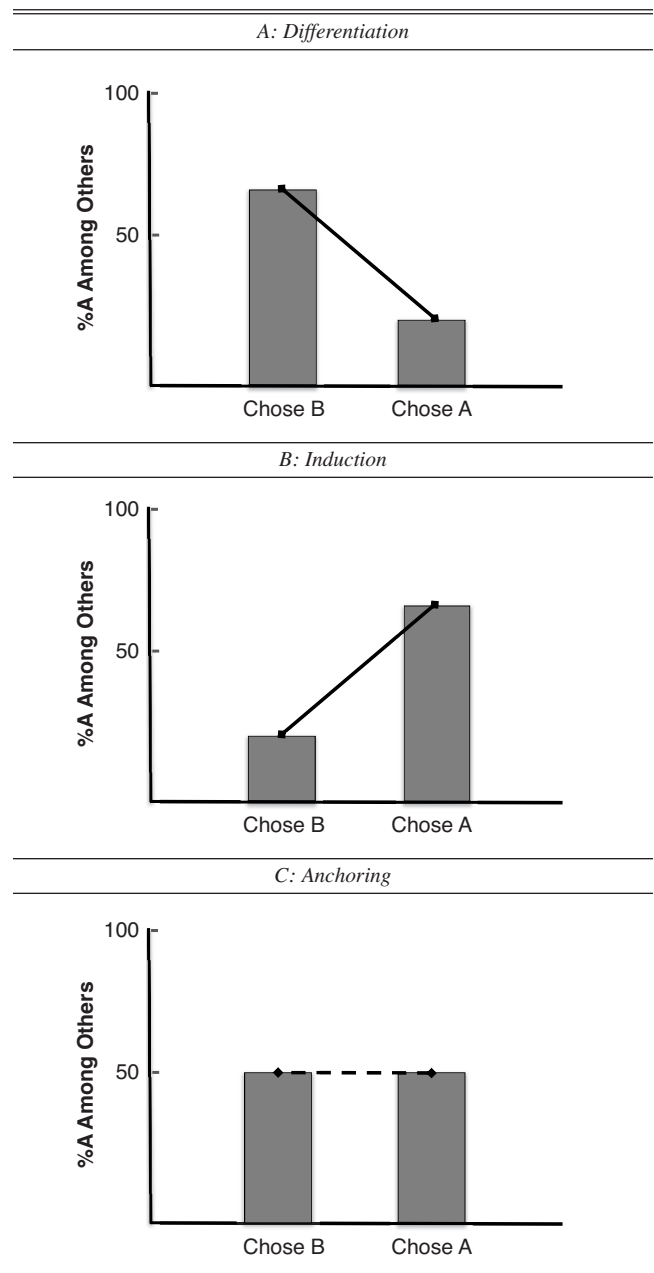 A: Differentiation
100
%A Among Others
50
Chose B Chose A
B: Induction
100
%A Among Others
50
Chose B Chose A
C: Anchoring
100
%A Among Others
50
Chose B Chose A